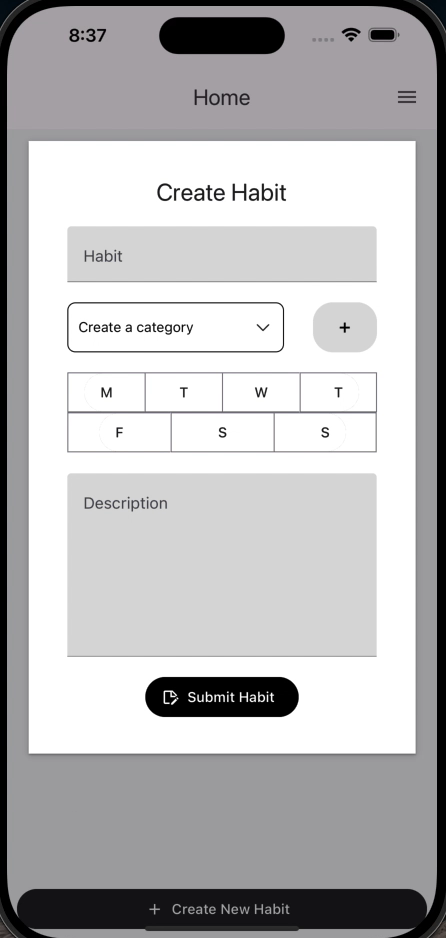 8:37
Home
Create Habit
Habit
Create a category
+
M T W T
F S S
Description
Submit Habit
+ Create New Habit